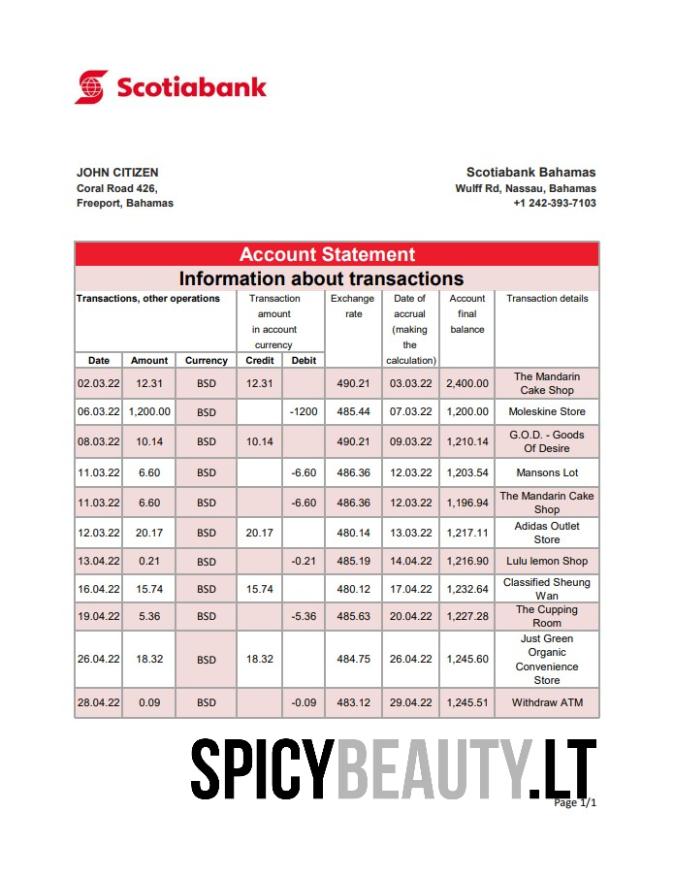 Scotiabank
JOHN CITIZEN
Coral Road 426,
Freeport, Bahamas
Scotiabank Bahamas
Wulff Rd, Nassau, Bahamas
+1 242-393-7103
Account Statement
Information about transactions
Transactions, other operations
Transaction
amount
in account
currency
Exchange
rate
Date of
accrual
(making
the
calculation)
Account
final
balance
Transaction details
Date Amount Currency Credit Debit
02.03.22 12.31 BSD 12.31 490.21 03.03.22 2,400.00 The Mandarin
Cake Shop
06.03.22 1,200.00 BSD -1200 485.44 07.03.22 1,200.00 Moleskine Store
08.03.22 10.14 BSD 10.14 490.21 09.03.22 1,210.14 G.O.D. - Goods
Of Desire
11.03.22 6.60 BSD -6.60 486.36 12.03.22 1,203.54 Mansons Lot
11.03.22 6.60 BSD -6.60 486.36 12.03.22 1,196.94 The Mandarin Cake
Shop
12.03.22 20.17 BSD 20.17 480.14 13.03.22 1,217.11 Adidas Outlet
Store
13.04.22 0.21 BSD -0.21 485.19 14.04.22 1,216.90 Lulu lemon Shop
16.04.22 15.74 BSD 15.74 480.12 17.04.22 1,232.64 Classified Sheung
Wan
19.04.22 5.36 BSD -5.36 485.63 20.04.22 1,227.28 The Cupping
Room
26.04.22 18.32 BSD 18.32 484.75 26.04.22 1,245.60 Just Green
Organic
Convenience
Store
28.04.22 0.09 BSD -0.09 483.12 29.04.22 1,245.51 Withdraw ATM
SPICYBEAUTY.LT
Page 1/1